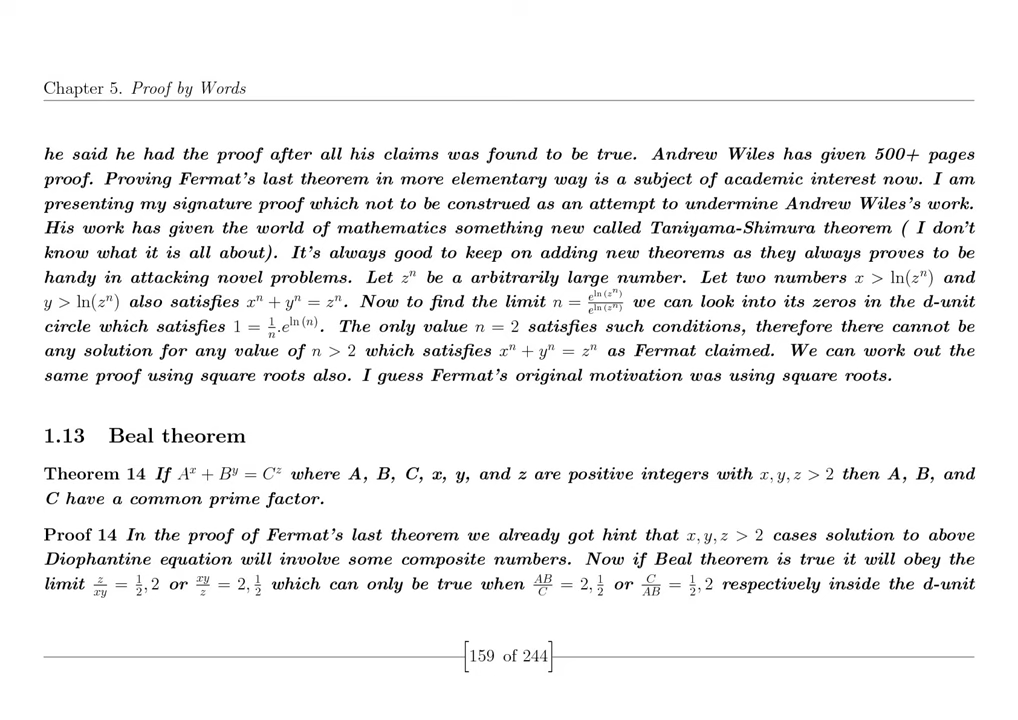 Chapter 5. Proof by Words
he said he had the proof after all his claims was found to be true. Andrew Wiles has given 500+ pages
proof. Proving Fermat's last theorem in more elementary way is a subject of academic interest now. I am
presenting my signature proof which not to be construed as an attempt to undermine Andrew Wiles's work.
His work has given the world of mathematics something new called Taniyama-Shimura theorem ( I don't
know what it is all about). It's always good to keep on adding new theorems as they always proves to be
handy in attacking novel problems. Let $z^n$ be a arbitrarily large number. Let two numbers $x > \ln(z^n)$ and
$y > \ln(z^n)$ also satisfies $x^n + y^n = z^n$. Now to find the limit $n = \frac{e^{\ln(z^n)}}{e^{\ln(z^n)}}$ we can look into its zeros in the d-unit
circle which satisfies $1 = \frac{1}{n}.e^{\ln(n)}$. The only value $n = 2$ satisfies such conditions, therefore there cannot be
any solution for any value of $n > 2$ which satisfies $x^n + y^n = z^n$ as Fermat claimed. We can work out the
same proof using square roots also. I guess Fermat's original motivation was using square roots.
1.13 Beal theorem
Theorem 14 If $A^x + B^y = C^z$ where A, B, C, x, y, and z are positive integers with $x, y, z > 2$ then A, B, and
C have a common prime factor.
Proof 14 In the proof of Fermat's last theorem we already got hint that $x, y, z > 2$ cases solution to above
Diophantine equation will involve some composite numbers. Now if Beal theorem is true it will obey the
limit $\frac{z}{xy} = \frac{1}{2}, 2$ or $\frac{xy}{z} = 2, \frac{1}{2}$ which can only be true when $\frac{AB}{C} = 2, \frac{1}{2}$ or $\frac{C}{AB} = \frac{1}{2}, 2$ respectively inside the d-unit
[159 of 244]